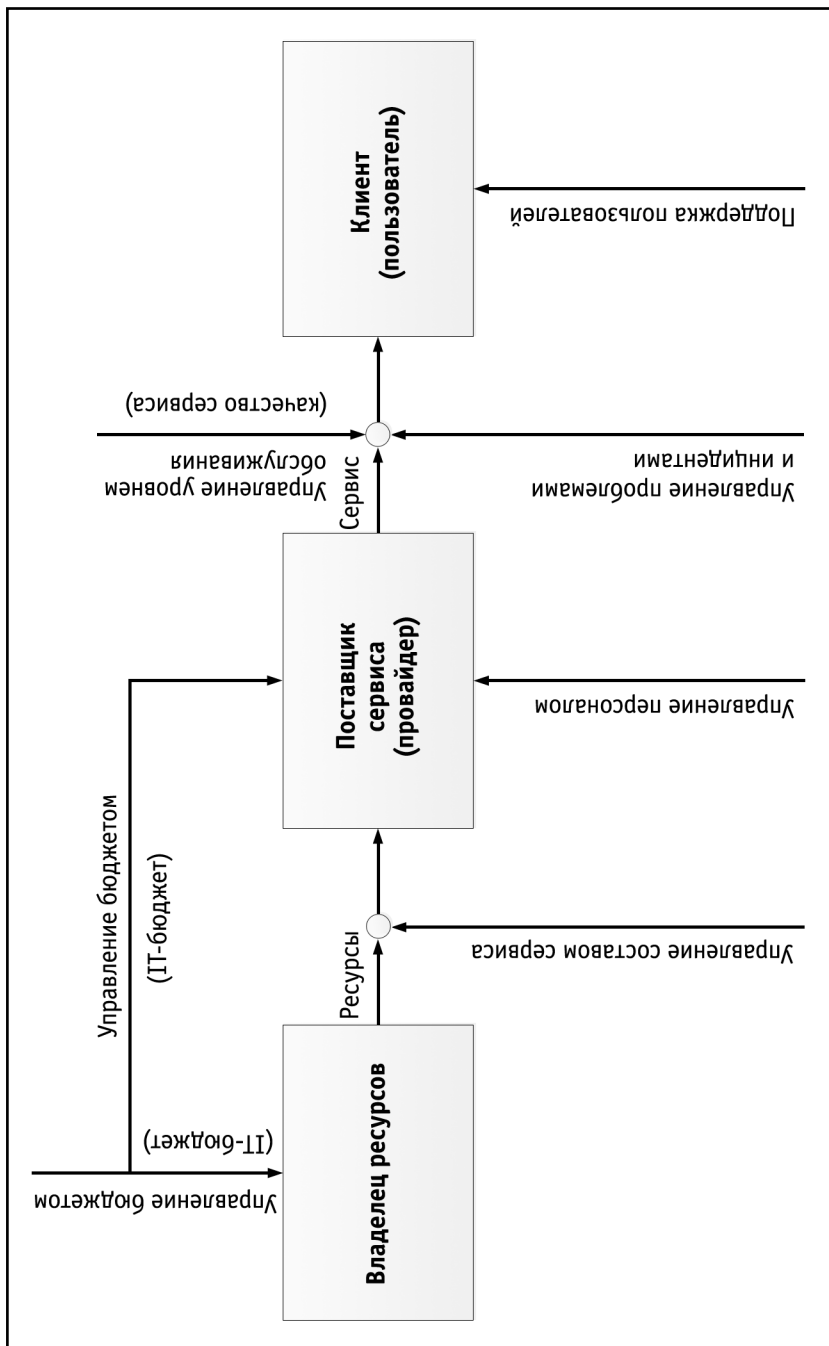 Управление бюджетом
(IT-бюджет)
Управление бюджетом
(IT-бюджет)
Владелец ресурсов
Ресурсы
Управление составом сервиса
Поставщик
сервиса
(провайдер)
Управление персоналом
Сервис
Управление уровнем
обслуживания
(качество сервиса)
Управление проблемами
и инцидентами
Клиент
(пользователь)
Поддержка пользователей